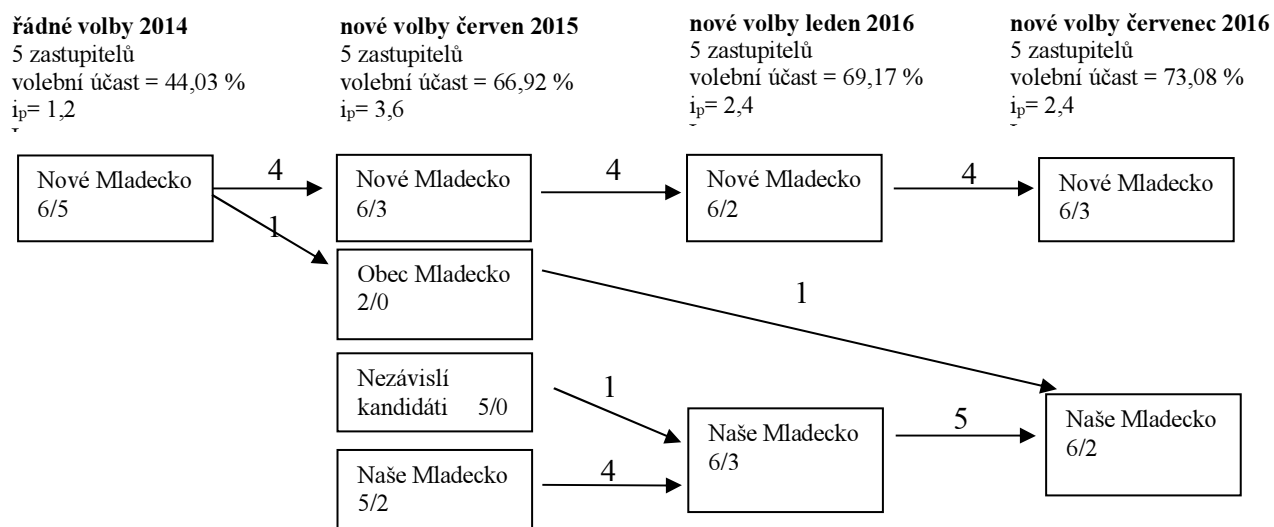 řádné volby 2014
5 zastupitelů
volební účast = 44,03 %
ip= 1,2
nové volby červen 2015
5 zastupitelů
volební účast = 66,92 %
ip= 3,6
nové volby leden 2016
5 zastupitelů
volební účast = 69,17 %
ip= 2,4
nové volby červenec 2016
5 zastupitelů
volební účast = 73,08 %
ip= 2,4
Nové Mladecko
6/5
4
1
Nové Mladecko
6/3
4
Nové Mladecko
6/2
4
Nové Mladecko
6/3
Obec Mladecko
2/0
1
Nezávislí
kandidáti 5/0
1
Naše Mladecko
5/2
4
Naše Mladecko
6/3
5
Naše Mladecko
6/2